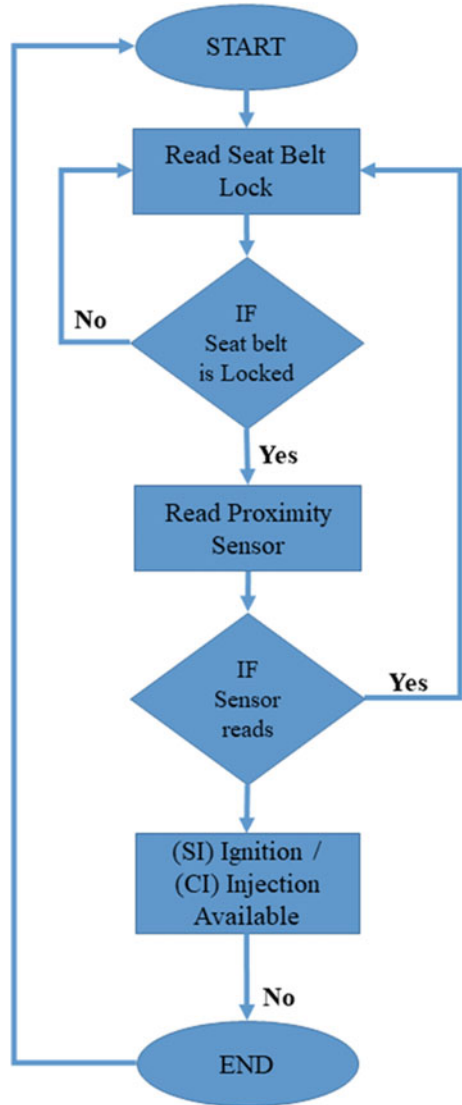 START
Read Seat Belt
Lock
No
IF
Seat belt
is Locked
Yes
Read Proximity
Sensor
IF
Sensor
reads
Yes
(SI) Ignition /
(CI) Injection
Available
No
END